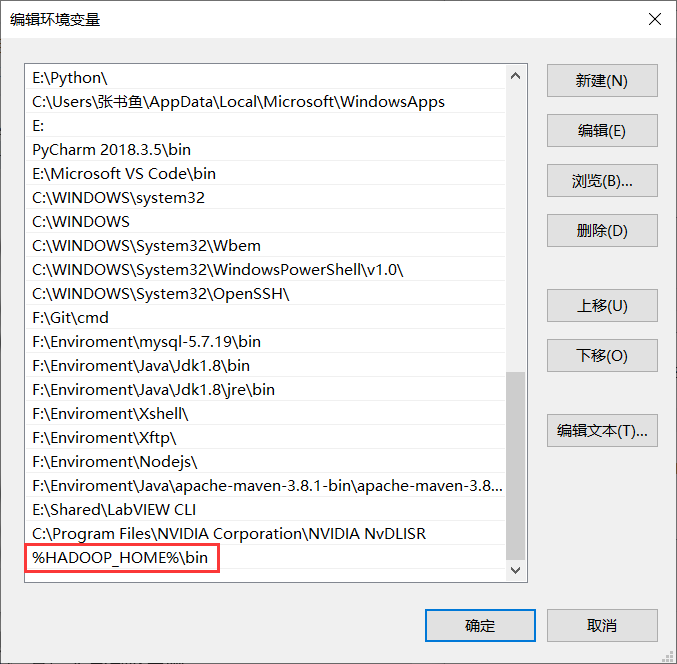 编辑环境变量
E:\Python\
C:\Users\张书鱼\AppData\Local\Microsoft\WindowsApps
E:
PyCharm 2018.3.5\bin
E:\Microsoft VS Code\bin
C:\WINDOWS\system32
C:\WINDOWS
C:\WINDOWS\System32\Wbem
C:\WINDOWS\System32\WindowsPowerShell\v1.0\
C:\WINDOWS\System32\OpenSSH\
F:\Git\cmd
F:\Enviroment\mysql-5.7.19\bin
F:\Enviroment\Java\Jdk1.8\bin
F:\Enviroment\Java\Jdk1.8\jre\bin
F:\Enviroment\Xshell\
F:\Enviroment\Xftp\
F:\Enviroment\Nodejs\
F:\Enviroment\Java\apache-maven-3.8.1-bin\apache-maven-3.8...
E:\Shared\LabVIEW CLI
C:\Program Files\NVIDIA Corporation\NVIDIA NvDLISR
%HADOOP_HOME%\bin
新建(N)
编辑(E)
浏览(B)...
删除(D)
上移(U)
下移(O)
编辑文本(T)...
确定
取消